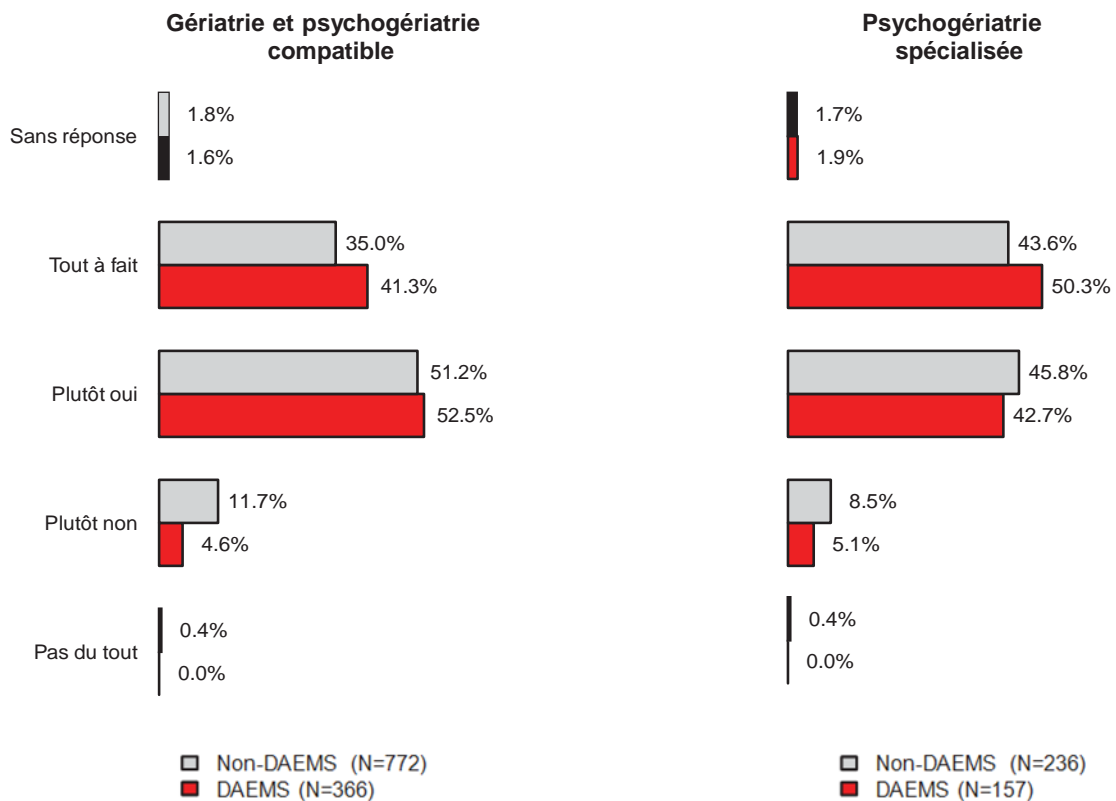 Gériatrie et psychogériatrie
compatible
Psychogériatrie
spécialisée
Sans réponse
1.8%
1.6%
1.7%
1.9%
Tout à fait
35.0%
41.3%
43.6%
50.3%
Plutôt oui
51.2%
52.5%
45.8%
42.7%
Plutôt non
11.7%
4.6%
8.5%
5.1%
Pas du tout
0.4%
0.0%
0.4%
0.0%
Non-DAEMS (N=772)
DAEMS (N=366)
Non-DAEMS (N=236)
DAEMS (N=157)